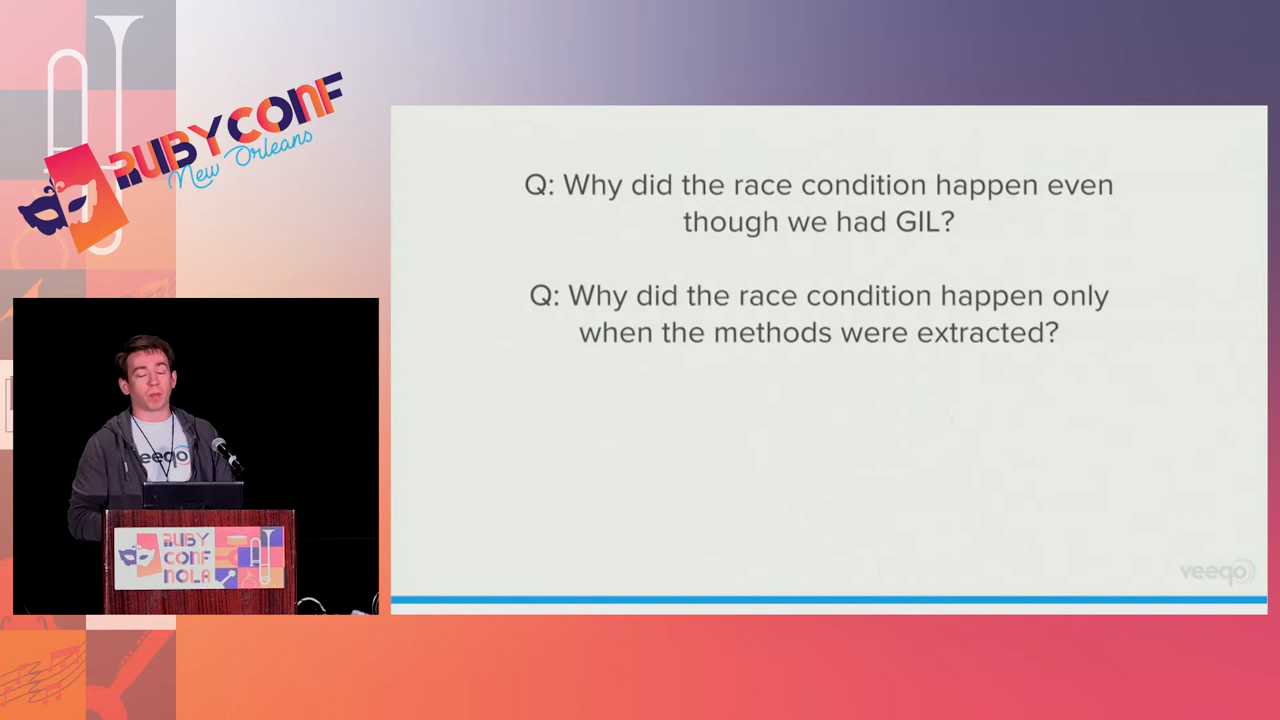 RUBYCONF
New Orleans
Q: Why did the race condition happen even
though we had GIL?
Q: Why did the race condition happen only
when the methods were extracted?
veeqo
veeqo
RUBY
CONF
NOLA